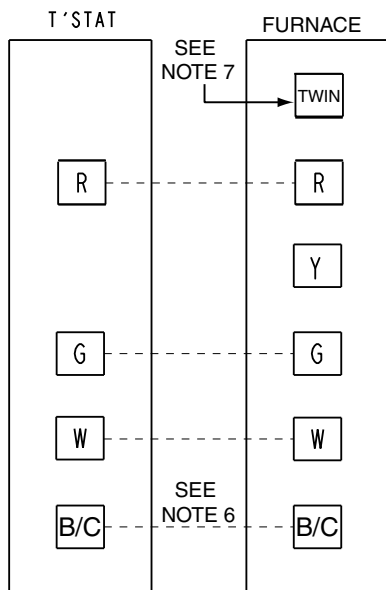 T'STAT
FURNACE
SEE
NOTE 7
TWIN
R
R
Y
G
G
W
W
SEE
NOTE 6
B/C
B/C